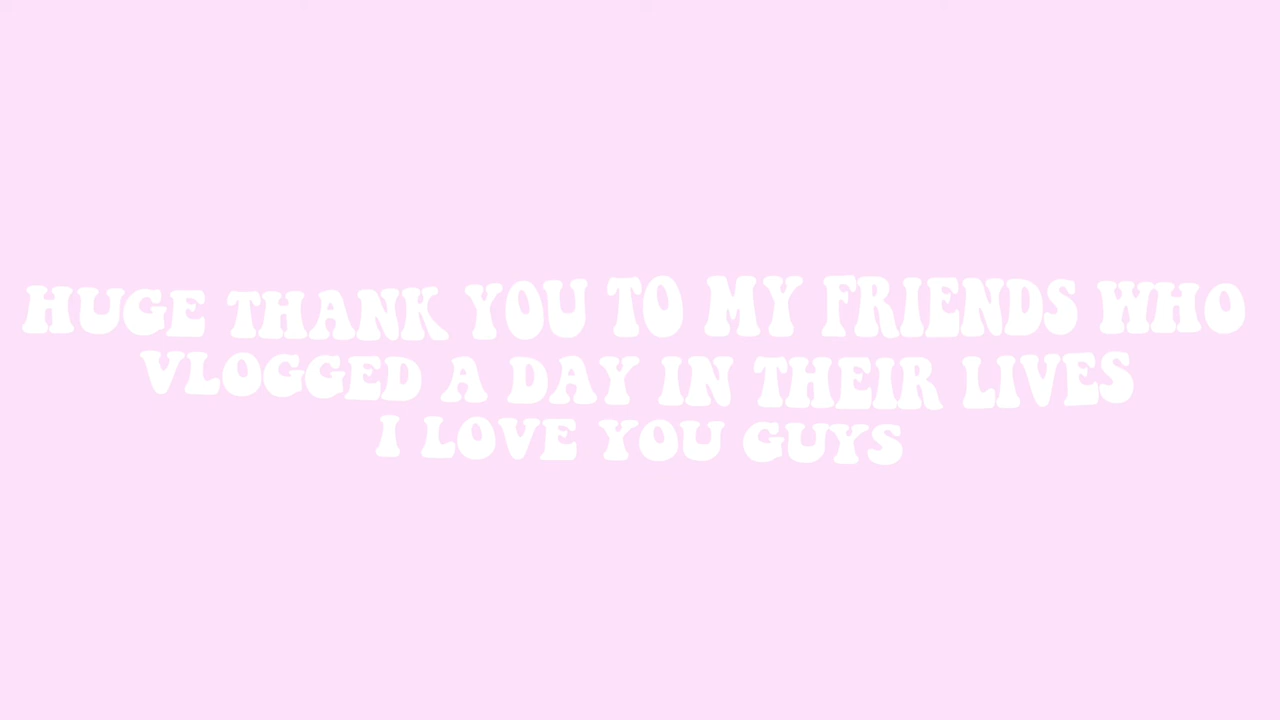 HUGE THANK YOU TO MY FRIENDS WHO
VLOGGED A DAY IN THEIR LIVES
I LOVE YOU GUYS